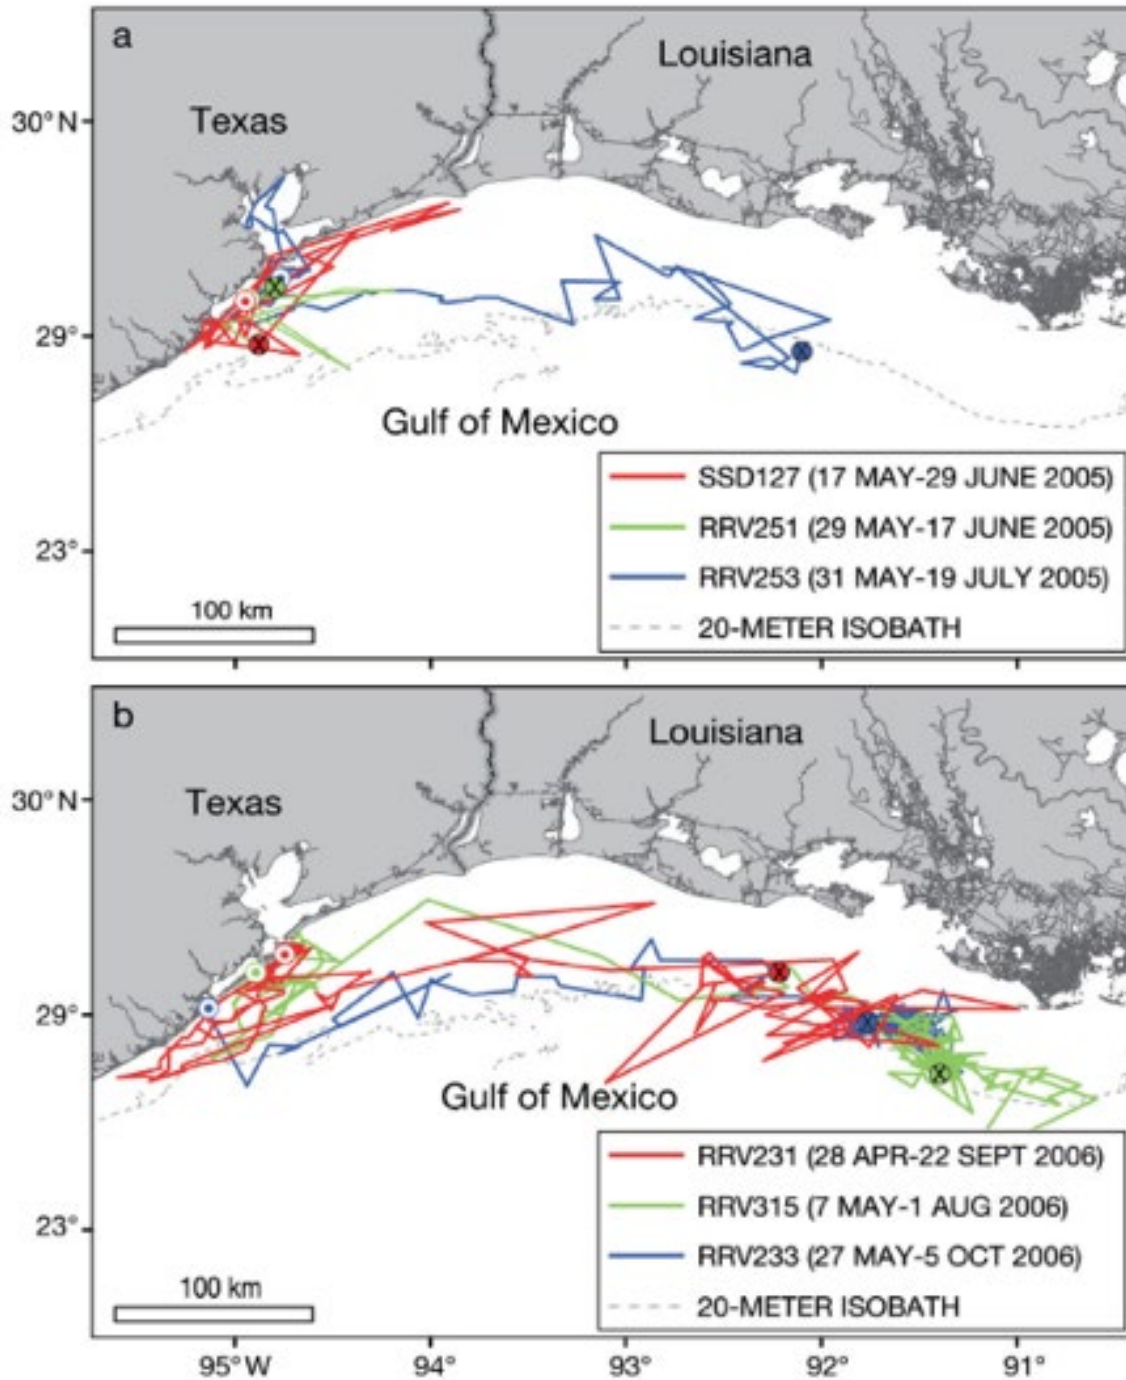 a
Louisiana
Texas
30° N
29°
Gulf of Mexico
SSD127 (17 MAY-29 JUNE 2005)
RRV251 (29 MAY-17 JUNE 2005)
23°
RRV253 (31 MAY-19 JULY 2005)
100 km
20-METER ISOBATH
b
Louisiana
Texas
30° N
29°
Gulf of Mexico
RRV231 (28 APR-22 SEPT 2006)
RRV315 (7 MAY-1 AUG 2006)
23°
RRV233 (27 MAY-5 OCT 2006)
100 km
20-METER ISOBATH
95° W 94° 93° 92° 91°